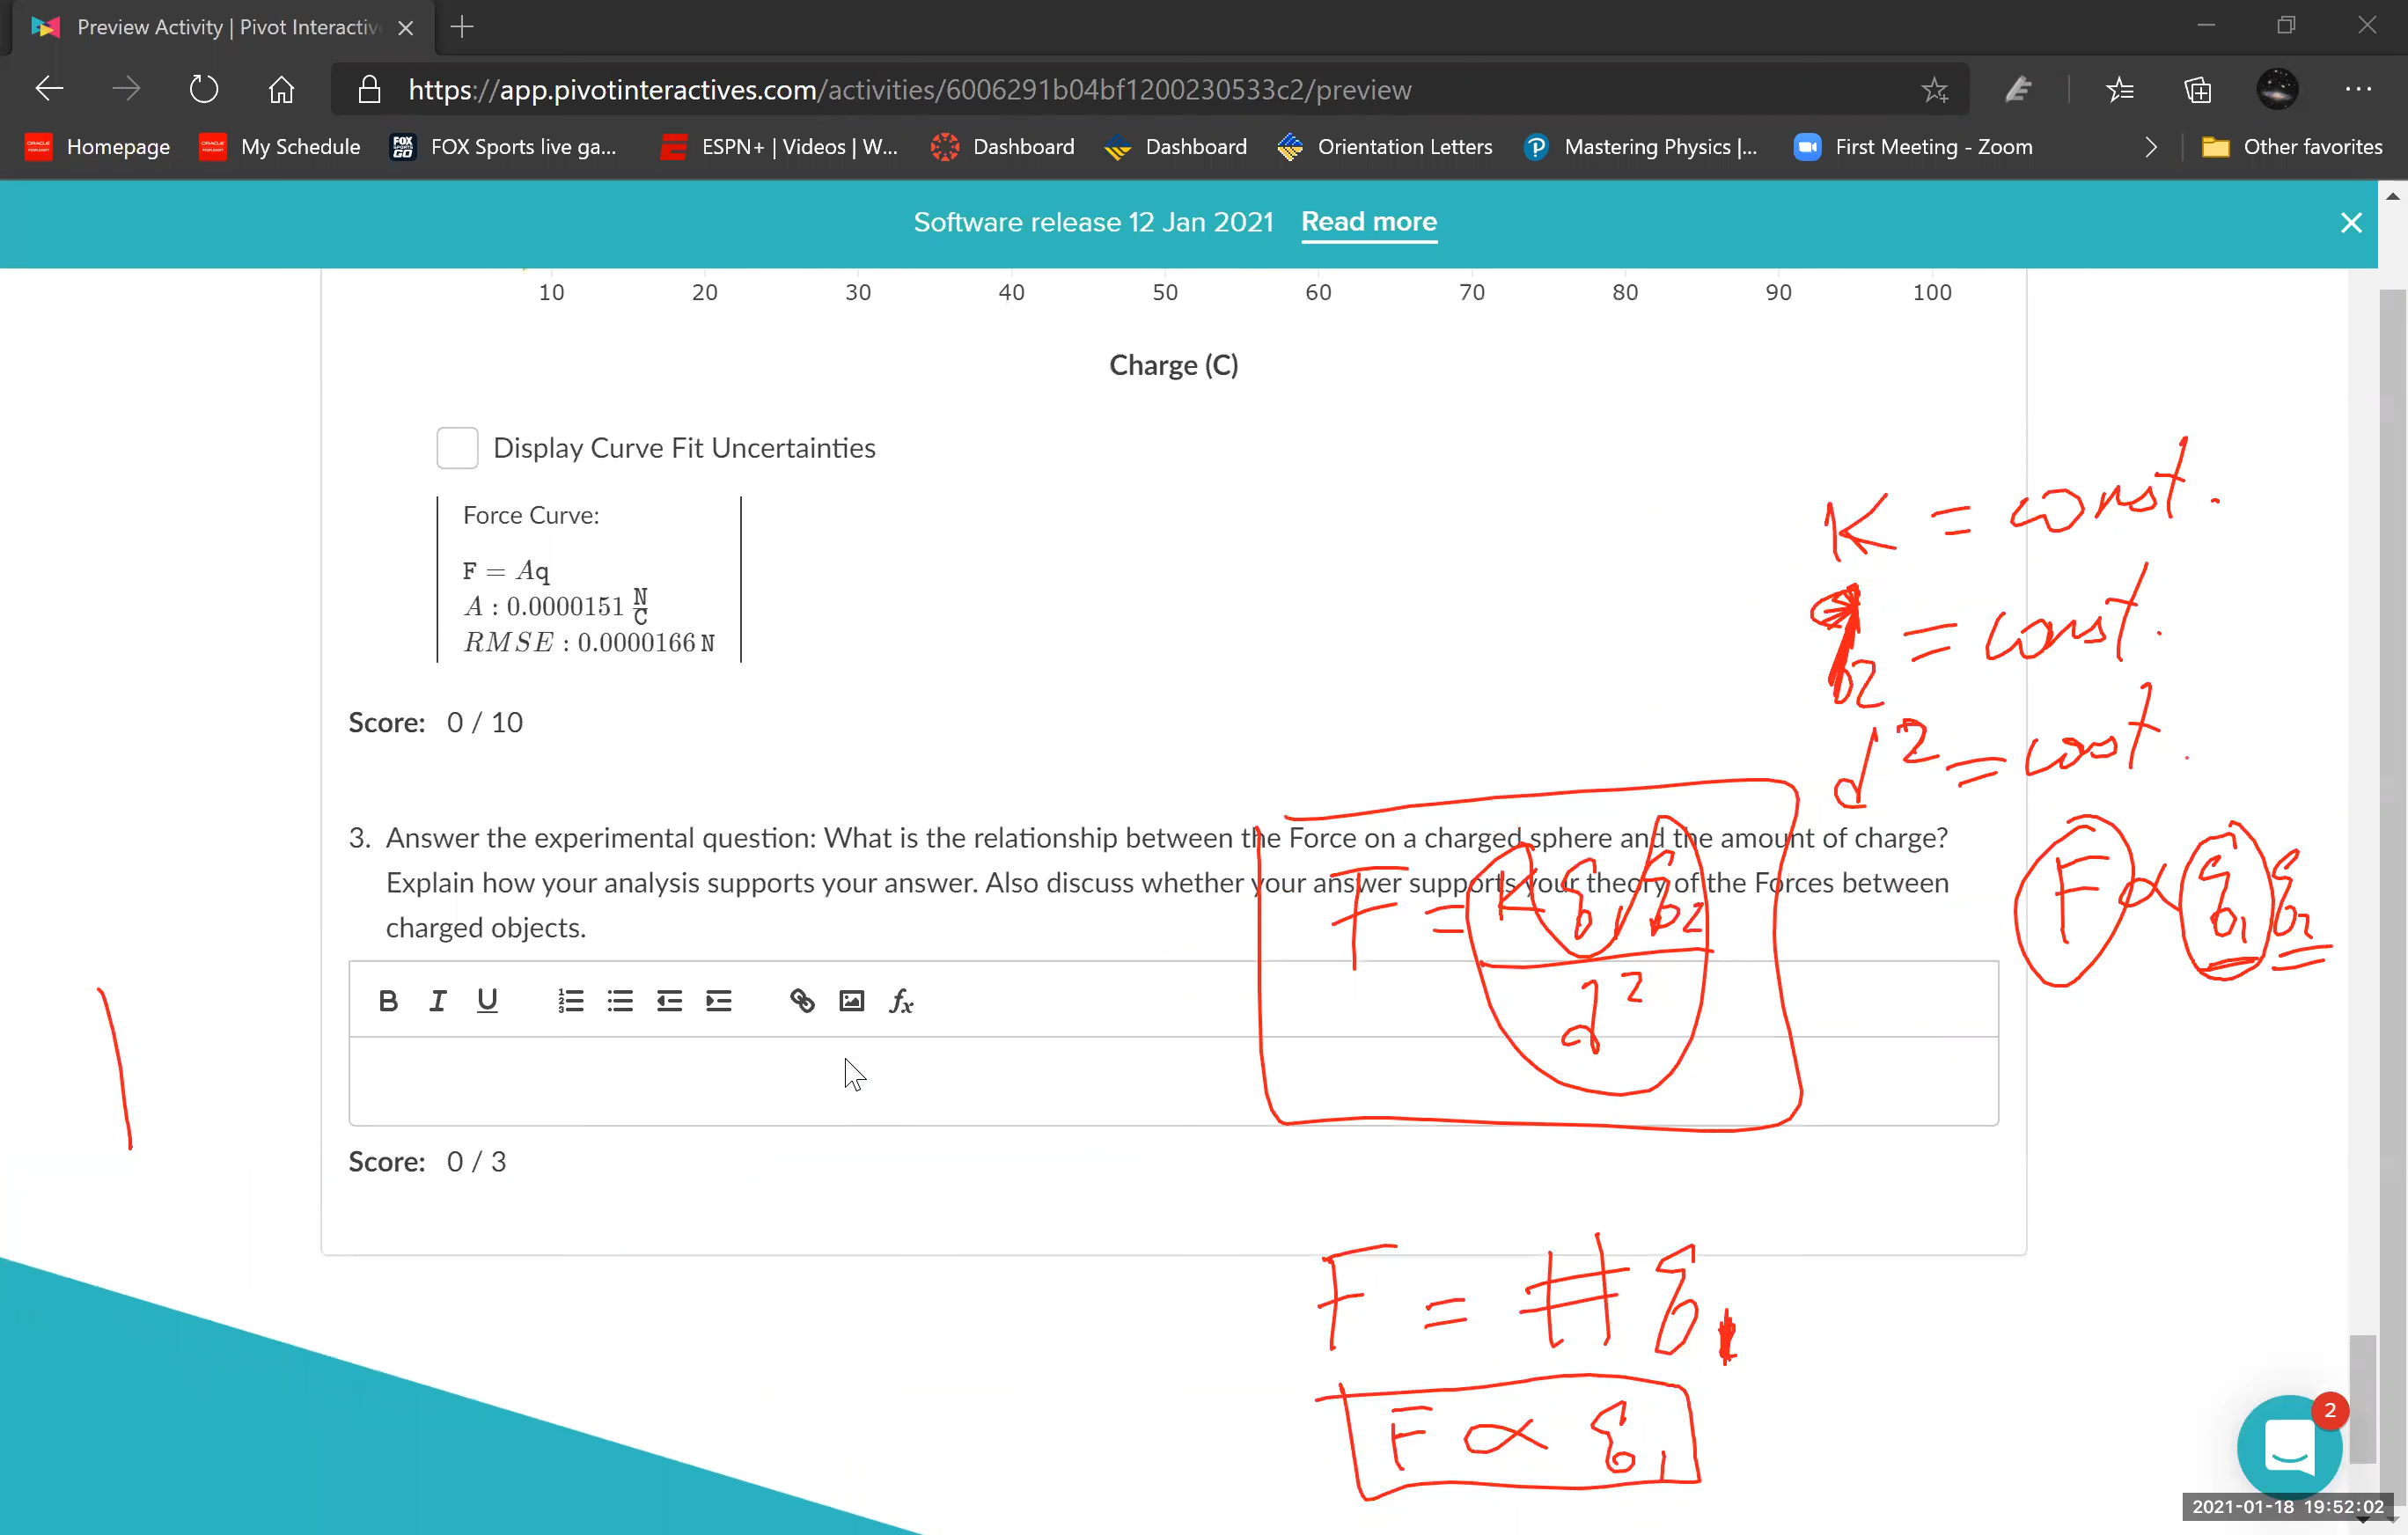 Preview Activity | Pivot Interactiv
https://app.pivotinteractives.com/activities/6006291b04bf1200230533c2/preview
Homepage My Schedule FOX Sports live ga... ESPN+ | Videos | W... Dashboard Dashboard Orientation Letters Mastering Physics |... First Meeting - Zoom Other favorites
Software release 12 Jan 2021 Read more
10 20 30 40 50 60 70 80 90 100
Charge (C)
Display Curve Fit Uncertainties
Force Curve:
F = Aq
A : 0.0000151 N/C
RMSE : 0.0000166 N
K = const.
q2 = const.
d² = const.
Score: 0 / 10
3. Answer the experimental question: What is the relationship between the Force on a charged sphere and the amount of charge?
Explain how your analysis supports your answer. Also discuss whether your answer supports your theory of the Forces between
charged objects.
F = K q1 q2 / d²
F ∝ q1 q2
B I U fx
Score: 0 / 3
F = # q1
F ∝ q1
2
2021-01-18 19:52:02